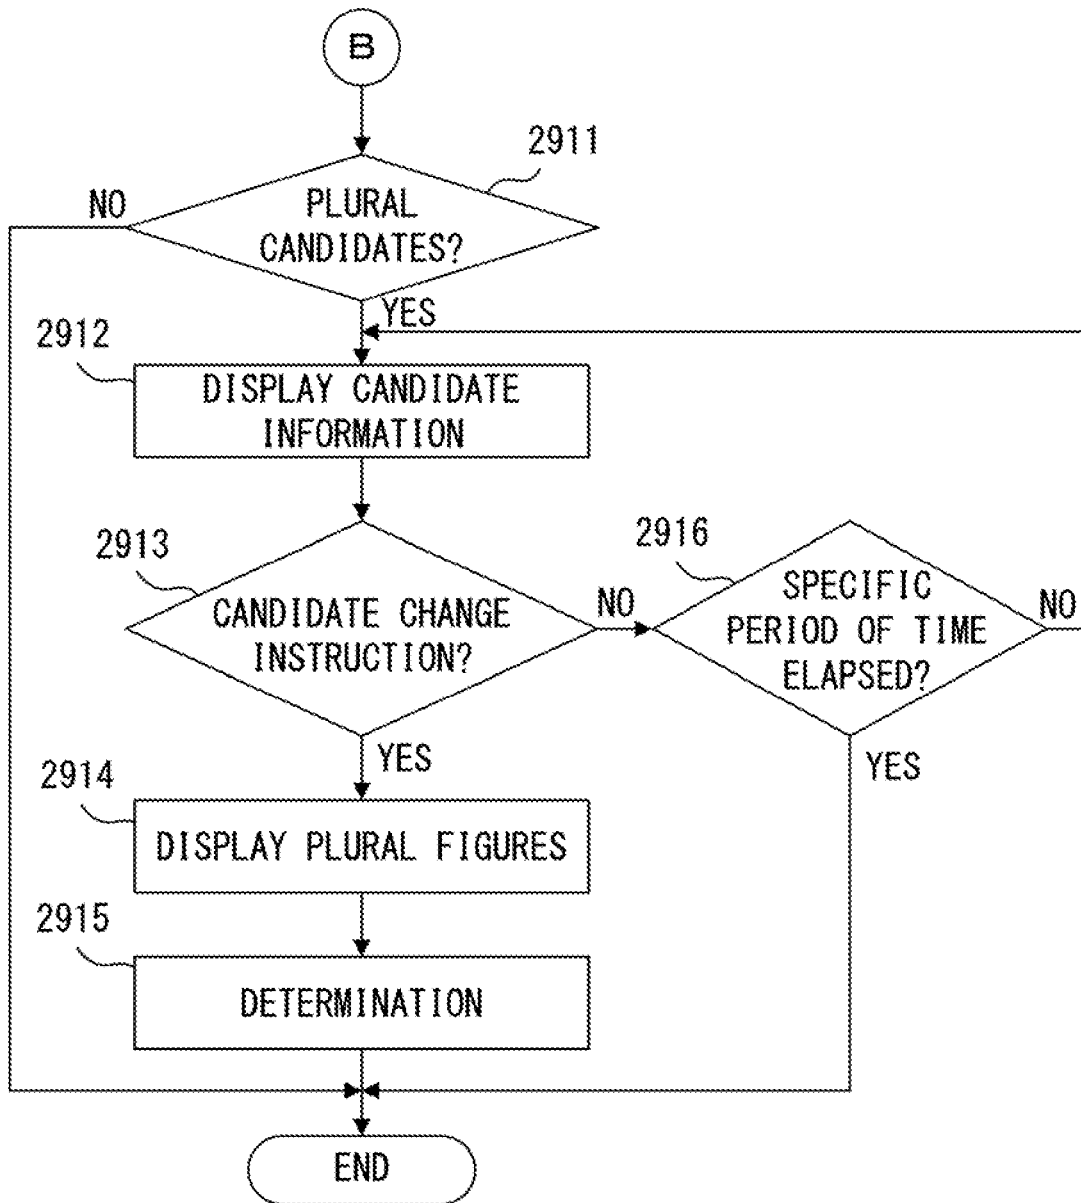 B
2911
NO
PLURAL
CANDIDATES?
YES
2912
DISPLAY CANDIDATE
INFORMATION
2913
CANDIDATE CHANGE
INSTRUCTION?
NO
2916
SPECIFIC
PERIOD OF TIME
ELAPSED?
NO
YES
YES
2914
DISPLAY PLURAL FIGURES
2915
DETERMINATION
END